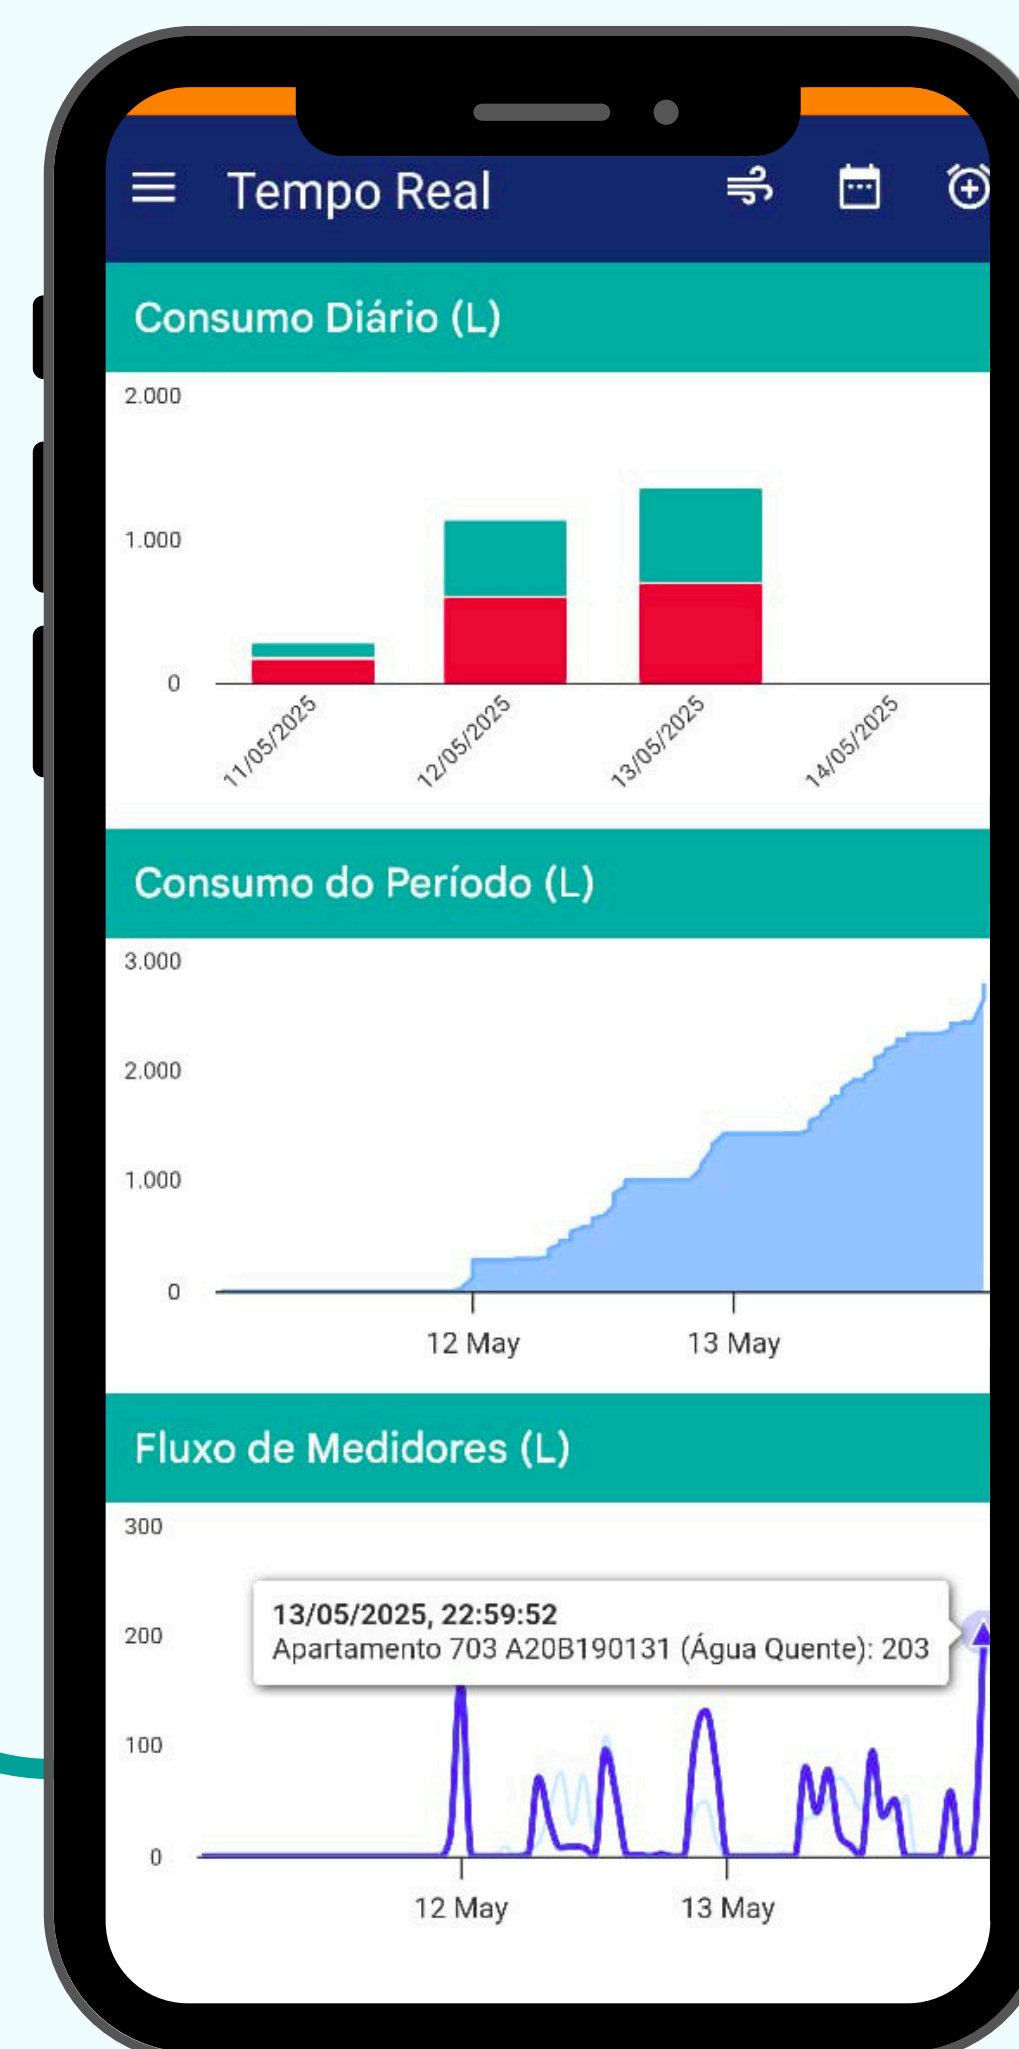 Tempo Real
Consumo Diário (L)
2.000
1.000
0
11/05/2025
12/05/2025
13/05/2025
14/05/2025
Consumo do Período (L)
3.000
2.000
1.000
0
12 May
13 May
Fluxo de Medidores (L)
300
13/05/2025, 22:59:52
200
Apartamento 703 A20B190131 (Água Quente): 203
100
0
12 May
13 May